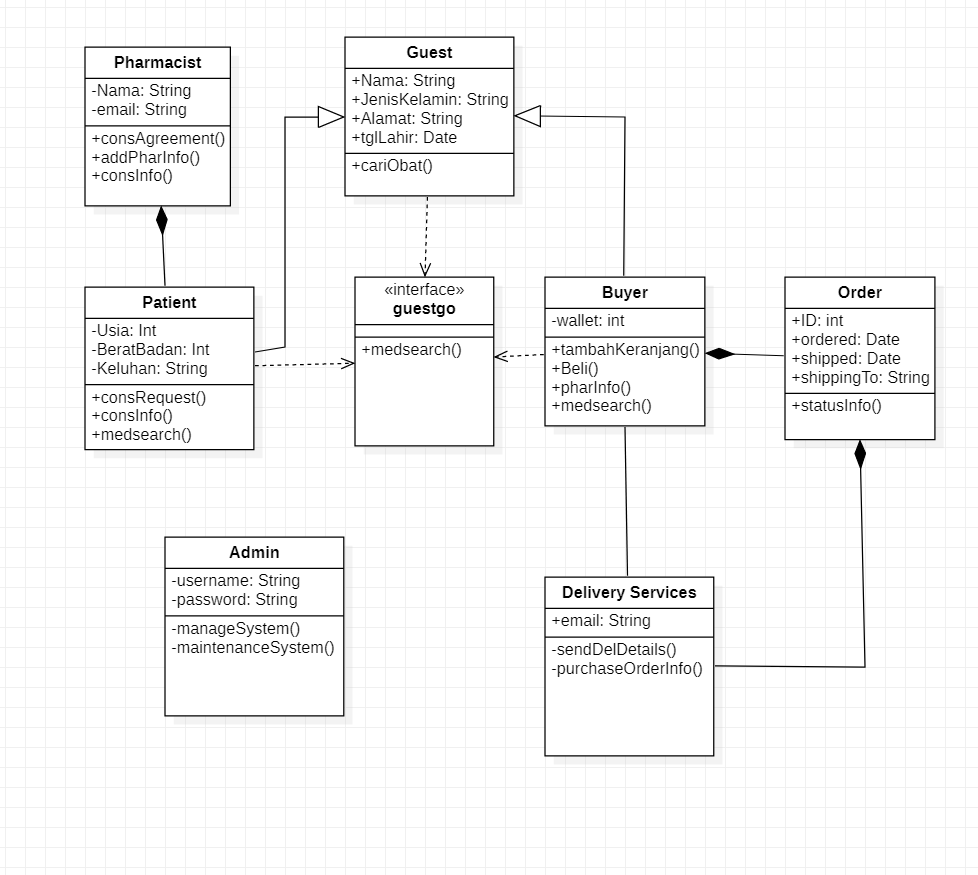 Pharmacist
-Nama: String
-email: String
+consAgreement()
+addPharInfo()
+consInfo()
Guest
+Nama: String
+JenisKelamin: String
+Alamat: String
+tglLahir: Date
+cariObat()
Patient
-Usia: Int
-BeratBadan: Int
-Keluhan: String
+consRequest()
+consInfo()
+medsearch()
«interface»
guestgo
+medsearch()
Buyer
-wallet: int
+tambahKeranjang()
+Beli()
+pharInfo()
+medsearch()
Order
+ID: int
+ordered: Date
+shipped: Date
+shippingTo: String
+statusInfo()
Admin
-username: String
-password: String
-manageSystem()
-maintenanceSystem()
Delivery Services
+email: String
-sendDelDetails()
-purchaseOrderInfo()